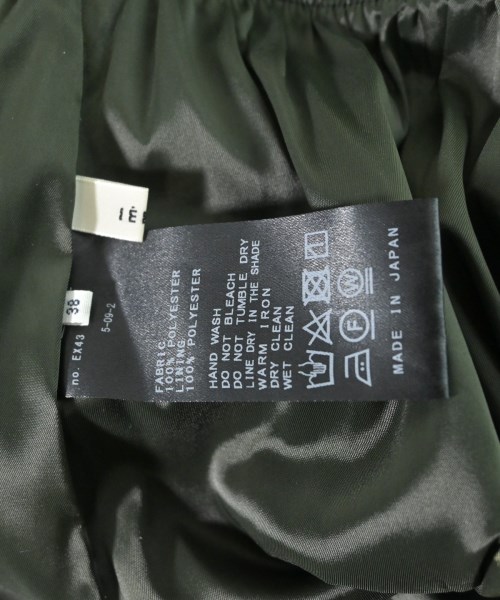 38
no. EX43
5-09-2
FABRIC
100% POLYESTER
LINING
100% POLYESTER
HAND WASH
DO NOT BLEACH
DO NOT TUMBLE DRY
LINE DRY IN THE SHADE
WARM IRON
DRY CLEAN
WET CLEAN
F
W
MADE IN JAPAN